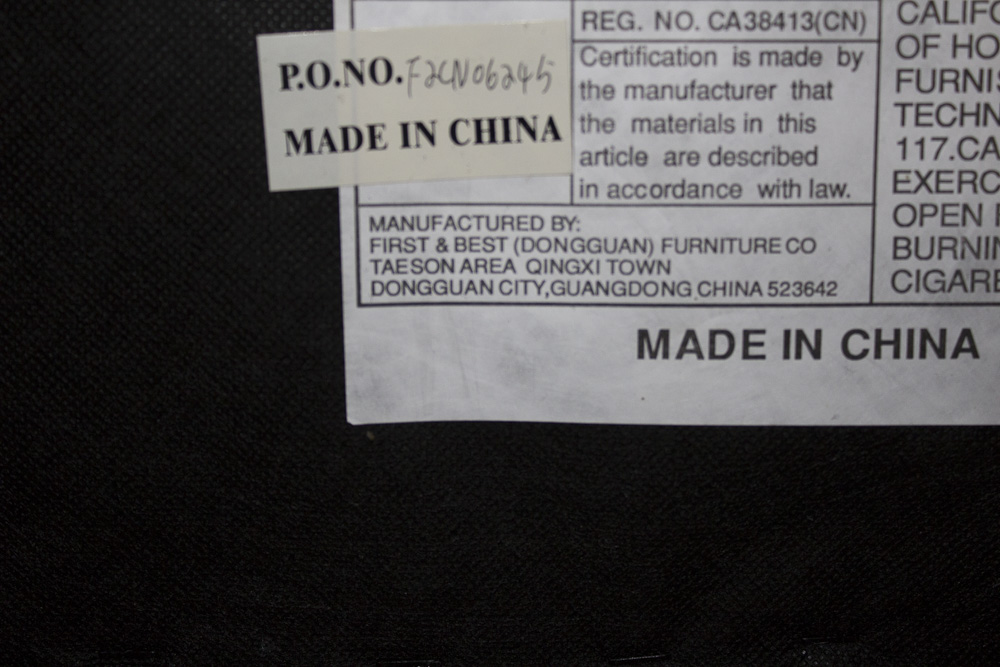 P.O.NO. F2CN06245
MADE IN CHINA
REG. NO. CA38413(CN)
Certification is made by
the manufacturer that
the materials in this
article are described
in accordance with law.
MANUFACTURED BY:
FIRST & BEST (DONGGUAN) FURNITURE CO
TAESON AREA QINGXI TOWN
DONGGUAN CITY,GUANGDONG CHINA 523642
CALIFO
OF HO
FURNIS
TECHN
117.CA
EXERC
OPEN
BURNIN
CIGARE
MADE IN CHINA